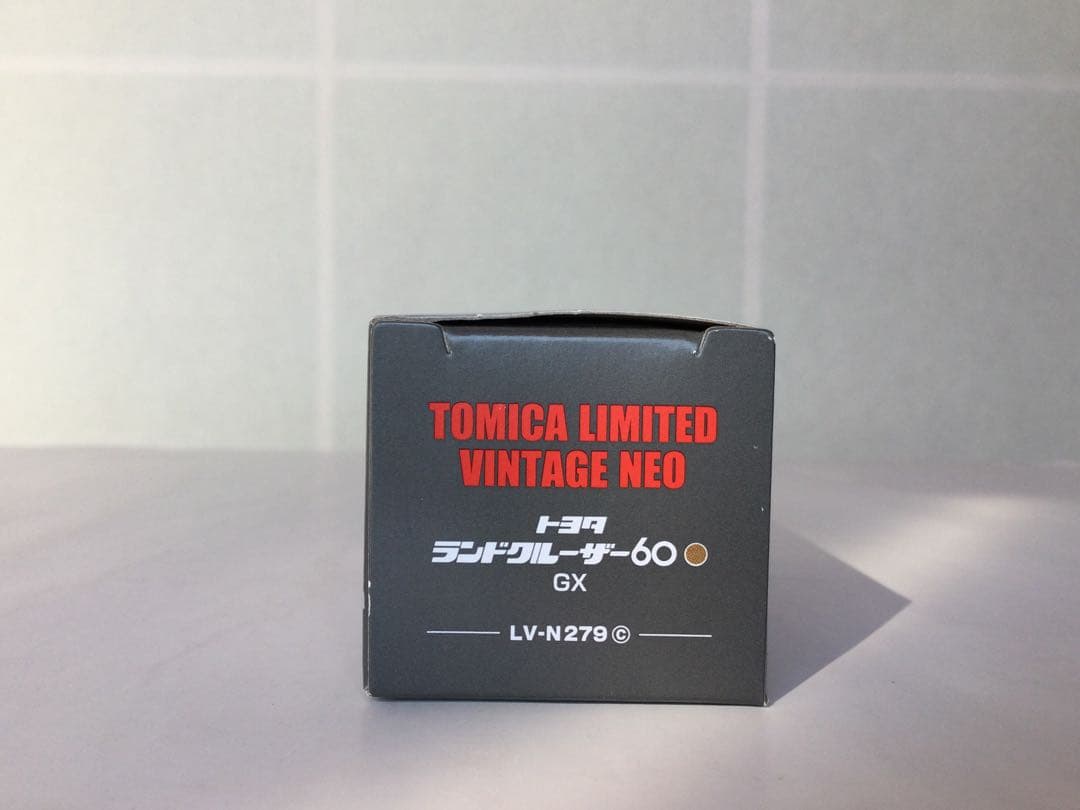 TOMICA LIMITED
VINTAGE NEO
トヨタ
ランドクルーザー60
GX
LV-N279ⓒ